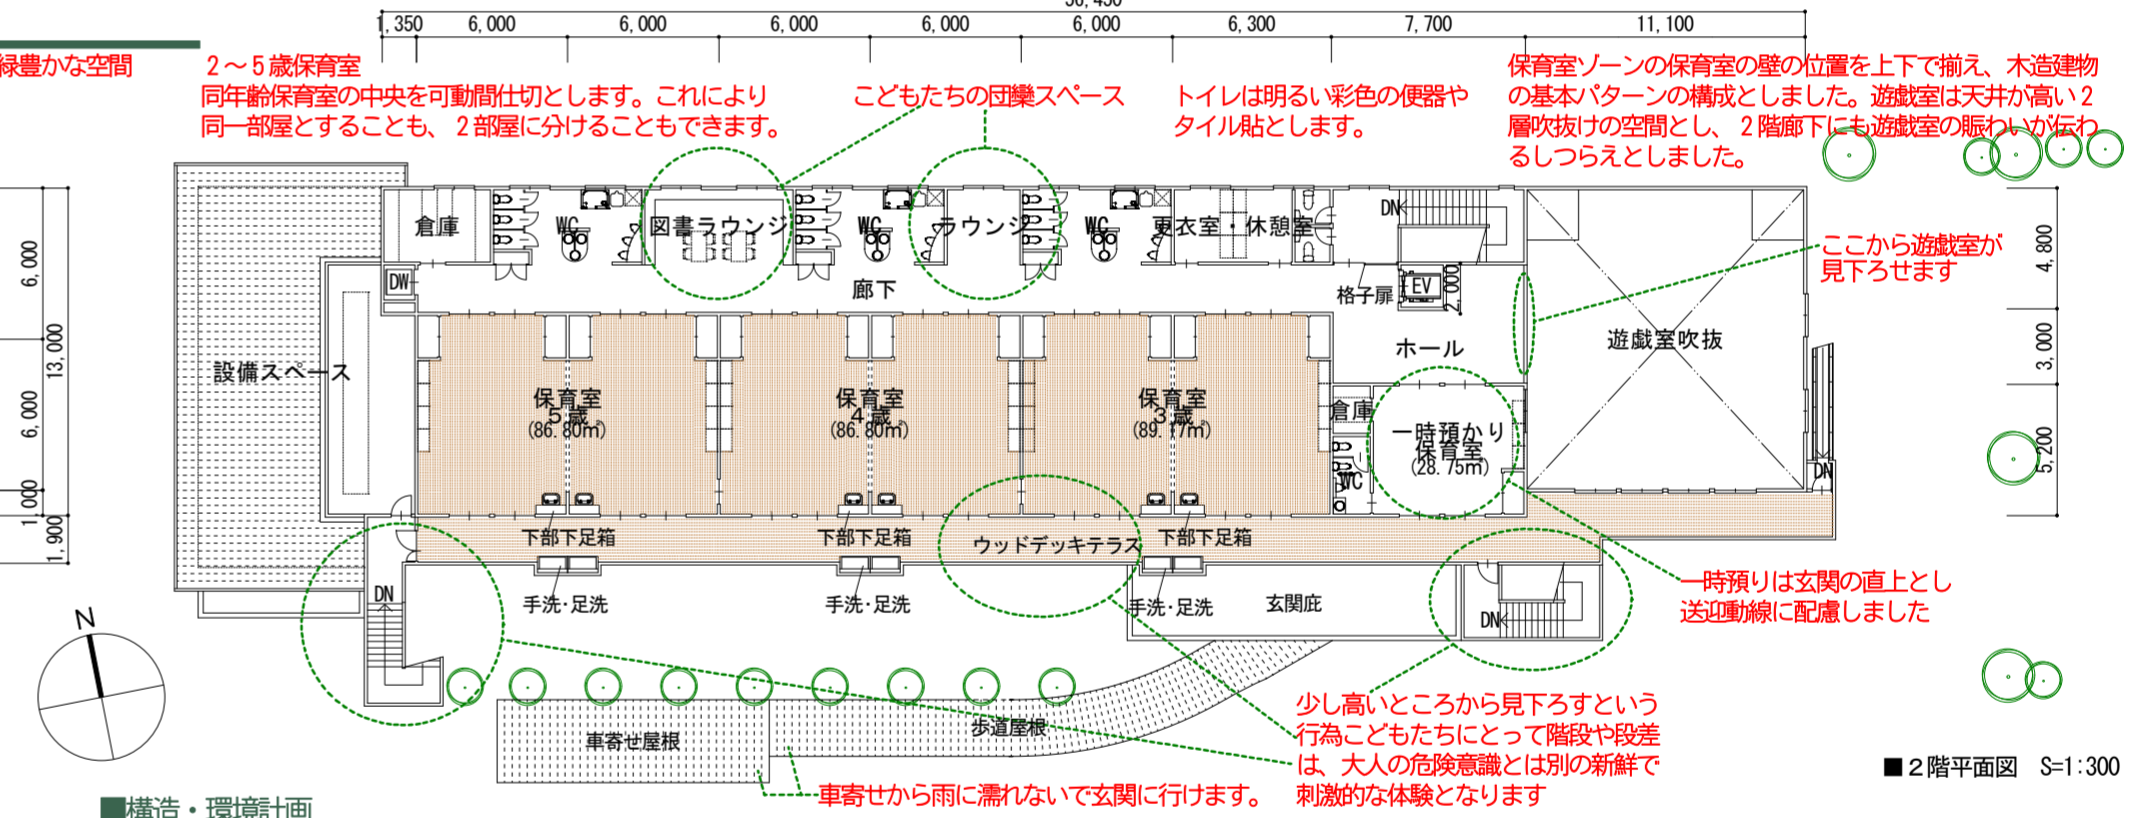 1,350 6,000 6,000 6,000 6,000 6,000 6,300 7,700 11,100
緑豊かな空間
2～5歳保育室
同年齢保育室の中央を可動間仕切とします。これにより
同一部屋とすることも、2部屋に分けることもできます。
こどもたちの団欒スペース
トイレは明るい彩色の便器や
タイル貼とします。
保育室ゾーンの保育室の壁の位置を上下で揃え、木造建物
の基本パターンの構成としました。遊戯室は天井が高い2
層吹抜けの空間とし、2階廊下にも遊戯室の賑わいが伝わ
るしつらえとしました。
倉庫
WC
図書ラウンジ
WC
ラウンジ
WC
更衣室・休憩室
DN
ここから遊戯室が
見下ろせます
DW
廊下
格子扉
EV
2,000
6,000
13,000
6,000
1,000
1,900
4,800
3,000
5,200
設備スペース
ホール
遊戯室吹抜
保育室
5歳
(86.80㎡)
保育室
4歳
(86.80㎡)
保育室
3歳
(89.17㎡)
倉庫
WC
一時預かり
保育室
(28.75㎡)
DN
下部下足箱
下部下足箱
ウッドデッキテラス
下部下足箱
DN
手洗・足洗
手洗・足洗
手洗・足洗
玄関庇
DN
一時預りは玄関の直上とし
送迎動線に配慮しました
N
車寄せ屋根
歩道屋根
少し高いところから見下ろすという
行為こどもたちにとって階段や段差
は、大人の危険意識とは別の新鮮で
刺激的な体験となります
車寄せから雨に濡れないで玄関に行けます。
■2階平面図 S=1:300
■構造・環境計画